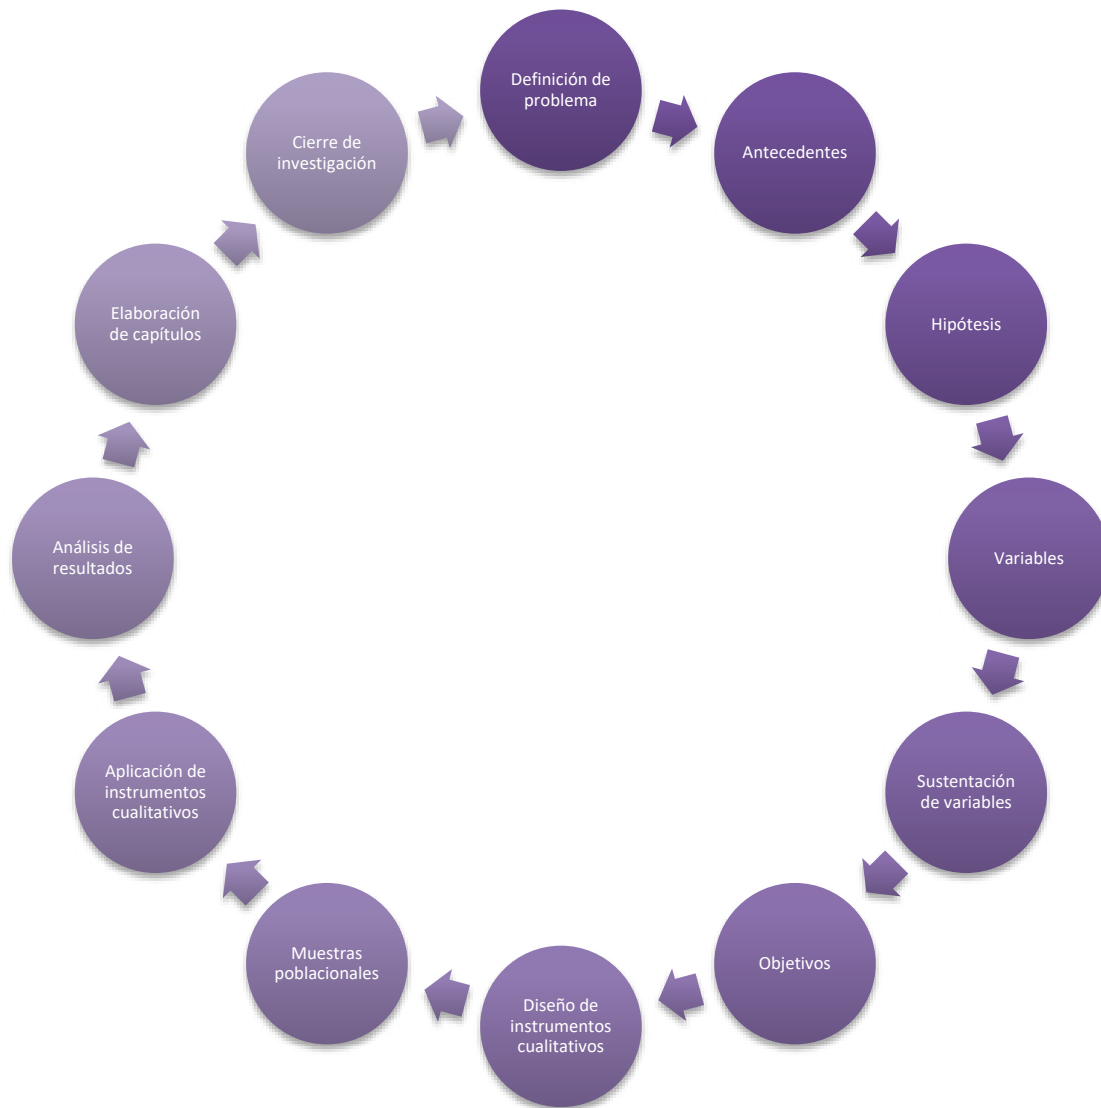 Definición de
problema
Antecedentes
Hipótesis
Variables
Sustentación
de variables
Objetivos
Diseño de
instrumentos
cualitativos
Muestras
poblacionales
Aplicación de
instrumentos
cualitativos
Análisis de
resultados
Elaboración
de capítulos
Cierre de
investigación